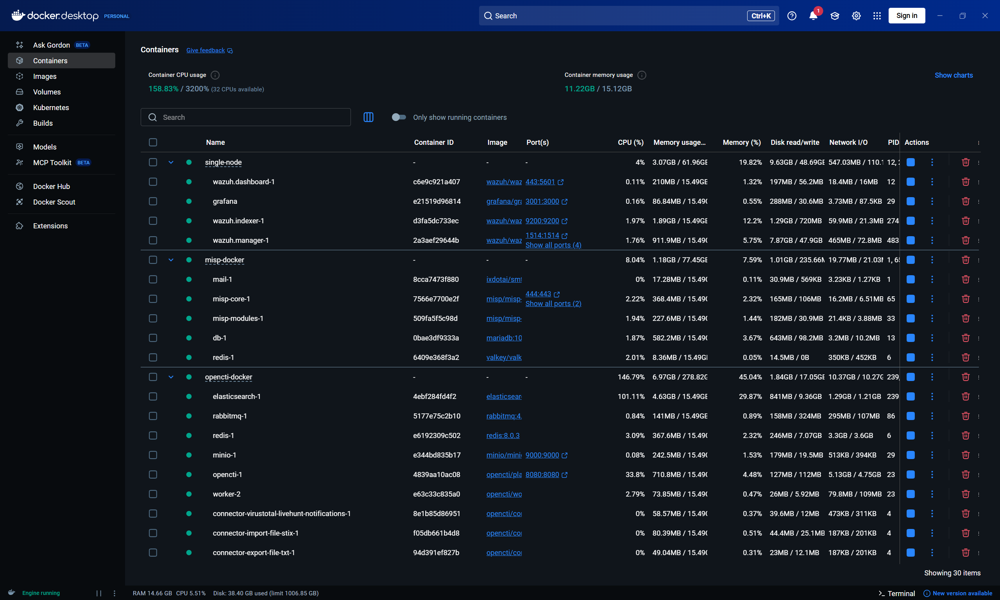 docker.desktop PERSONAL
Search Ctrl+K 1 Sign in
Ask Gordon BETA
Containers
Images
Volumes
Kubernetes
Builds
Models
MCP Toolkit BETA
Docker Hub
Docker Scout
Extensions
Containers Give feedback
Container CPU usage
158.83% / 3200% (32 CPUs available)
Container memory usage
11.22GB / 15.12GB
Show charts
Search
Only show running containers
Name Container ID Image Port(s) CPU (%) Memory usage... Memory (%) Disk read/write Network I/O PID Actions
single-node - - - 4% 3.07GB / 61.96GE 19.82% 9.63GB / 48.69GE 547.03MB / 110.1 12, 2
wazuh.dashboard-1 c6e9c921a407 wazuh/waz 443:5601 0.11% 210MB / 15.49GE 1.32% 197MB / 56.2MB 18.4MB / 16MB 12
grafana e21519d96814 grafana/gra 3001:3000 0.16% 86.84MB / 15.49( 0.55% 288MB / 30.6MB 3.73MB / 87.5KB 29
wazuh.indexer-1 d3fa5dc733ec wazuh/waz 9200:9200 1.97% 1.89GB / 15.49GE 12.2% 1.29GB / 720MB 59.9MB / 21.3MB 274
wazuh.manager-1 2a3aef29644b wazuh/waz 1514:1514 1.76% 911.9MB / 15.49( 5.75% 7.87GB / 47.9GB 465MB / 72.8MB 483
Show all ports (4)
misp-docker - - - 8.04% 1.18GB / 77.45GE 7.59% 1.01GB / 235.66M 19.77MB / 21.03M 1, 65
mail-1 8cca7473f880 ixdotai/smt 0% 17.28MB / 15.49( 0.11% 30.9MB / 569KB 3.23KB / 1.27KB 1
misp-core-1 7566e7700e2f misp/misp- 444:443 2.22% 368.4MB / 15.49( 2.32% 165MB / 106MB 16.2MB / 6.51MB 65
Show all ports (2)
misp-modules-1 509fa5f5c98d misp/misp- 1.94% 227.6MB / 15.49( 1.44% 182MB / 30.9MB 21.4KB / 3.88MB 33
db-1 0bae3df9333a mariadb:10 1.87% 582.2MB / 15.49( 3.67% 643MB / 98.2MB 3.2MB / 10.2MB 13
redis-1 6409e368f3a2 valkey/valk 2.01% 8.36MB / 15.49G 0.05% 14.5MB / 0B 350KB / 452KB 6
opencti-docker - - - 146.79% 6.97GB / 278.82G 45.04% 1.84GB / 17.05GE 10.37GB / 10.27G 239,
elasticsearch-1 4ebf284fd4f2 elasticsear 101.11% 4.63GB / 15.49GE 29.87% 841MB / 9.36GB 1.29GB / 1.21GB 239
rabbitmq-1 5177e75c2b10 rabbitmq:4. 0.84% 141MB / 15.49GE 0.89% 158MB / 324MB 295MB / 107MB 86
redis-1 e6192309c502 redis:8.0.3 3.09% 367.6MB / 15.49( 2.32% 246MB / 7.07GB 3.3GB / 3.6GB 6
minio-1 e344bd835b17 minio/mini 9000:9000 0.08% 242.5MB / 15.49( 1.53% 179MB / 19.5MB 513KB / 394KB 29
opencti-1 4839aa10ac08 opencti/pla 8080:8080 33.8% 710.8MB / 15.49( 4.48% 127MB / 112MB 5.13GB / 4.75GB 23
worker-2 e63c33c835a0 opencti/wo 2.79% 73.85MB / 15.49( 0.47% 26MB / 5.92MB 79.8MB / 109MB 23
connector-virustotal-livehunt-notifications-1 8e1b85d86951 opencti/co 0% 58.57MB / 15.49( 0.37% 39.6MB / 12MB 473KB / 311KB 4
connector-import-file-stix-1 f05db661b4d8 opencti/co 0% 80.39MB / 15.49( 0.51% 44.4MB / 25.1MB 187KB / 201KB 4
connector-export-file-txt-1 94d391ef827b opencti/co 0% 49.04MB / 15.49( 0.31% 23MB / 12.1MB 187KB / 201KB 4
Showing 30 items
Engine running RAM 14.66 GB CPU 5.51% Disk: 38.40 GB used (limit 1006.85 GB) Terminal New version available